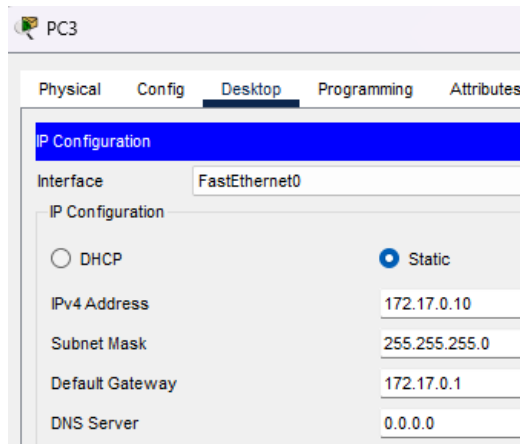 PC3
Physical Config Desktop Programming Attributes
IP Configuration
Interface FastEthernet0
IP Configuration
DHCP Static
IPv4 Address 172.17.0.10
Subnet Mask 255.255.255.0
Default Gateway 172.17.0.1
DNS Server 0.0.0.0